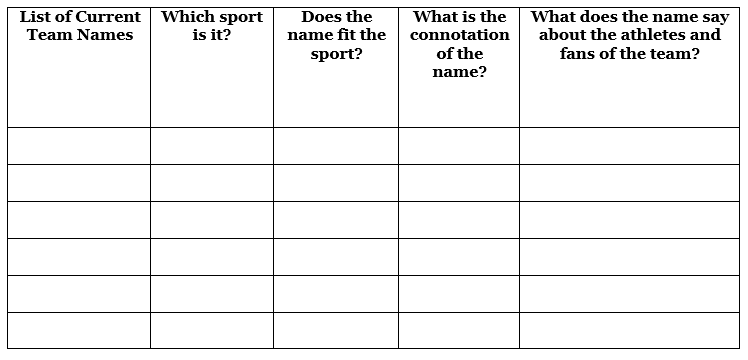 List of Current
Team Names
Which sport
is it?
Does the
name fit the
sport?
What is the
connotation
of the
name?
What does the name say
about the athletes and
fans of the team?